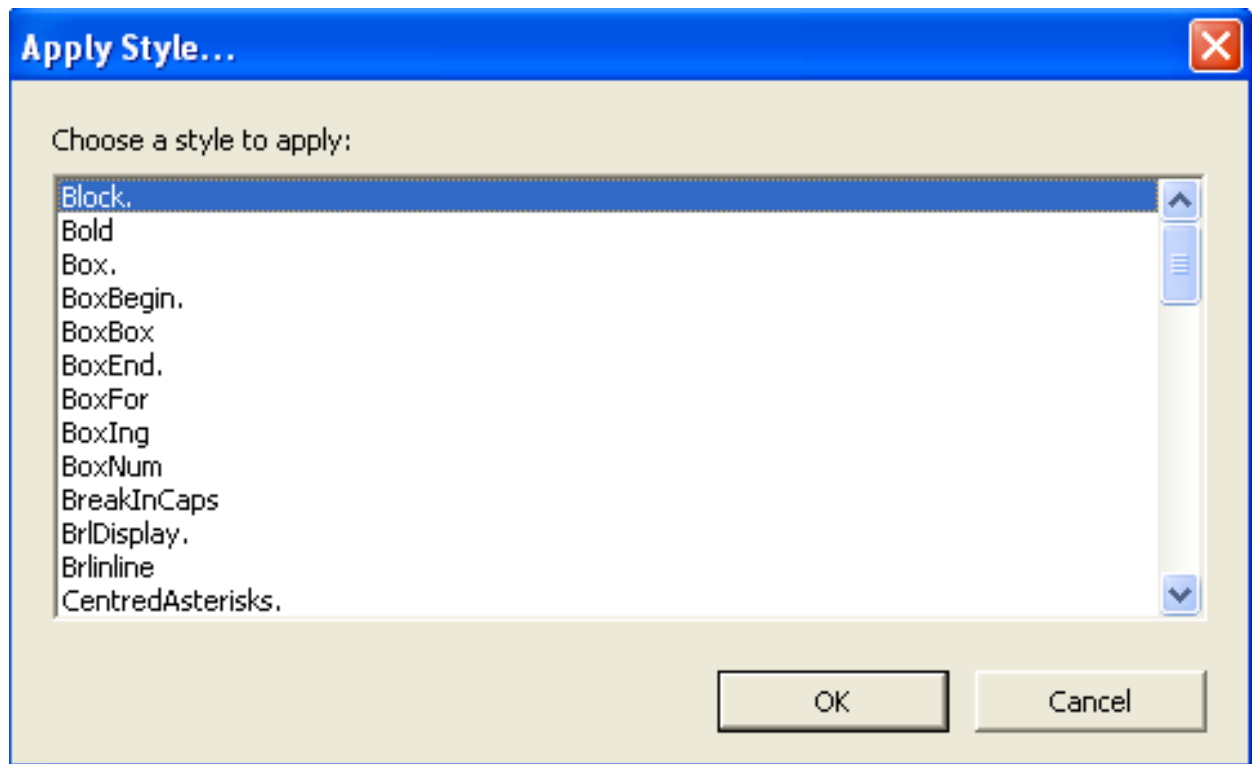 Apply Style...
Choose a style to apply:
Block.
Bold
Box.
BoxBegin.
BoxBox
BoxEnd.
BoxFor
BoxIng
BoxNum
BreakInCaps
BrlDisplay.
Brlinline
CentredAsterisks.
OK Cancel